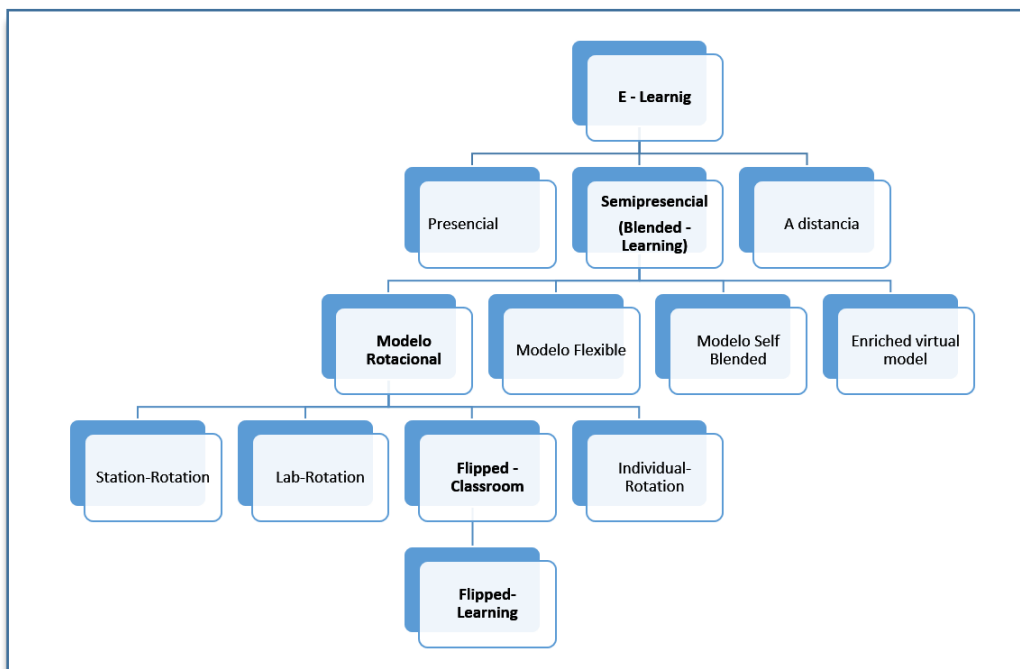 E - Learnig
Presencial
Semipresencial
(Blended -
Learning)
A distancia
Modelo
Rotacional
Modelo Flexible
Modelo Self
Blended
Enriched virtual
model
Station-Rotation
Lab-Rotation
Flipped -
Classroom
Individual-
Rotation
Flipped-
Learning